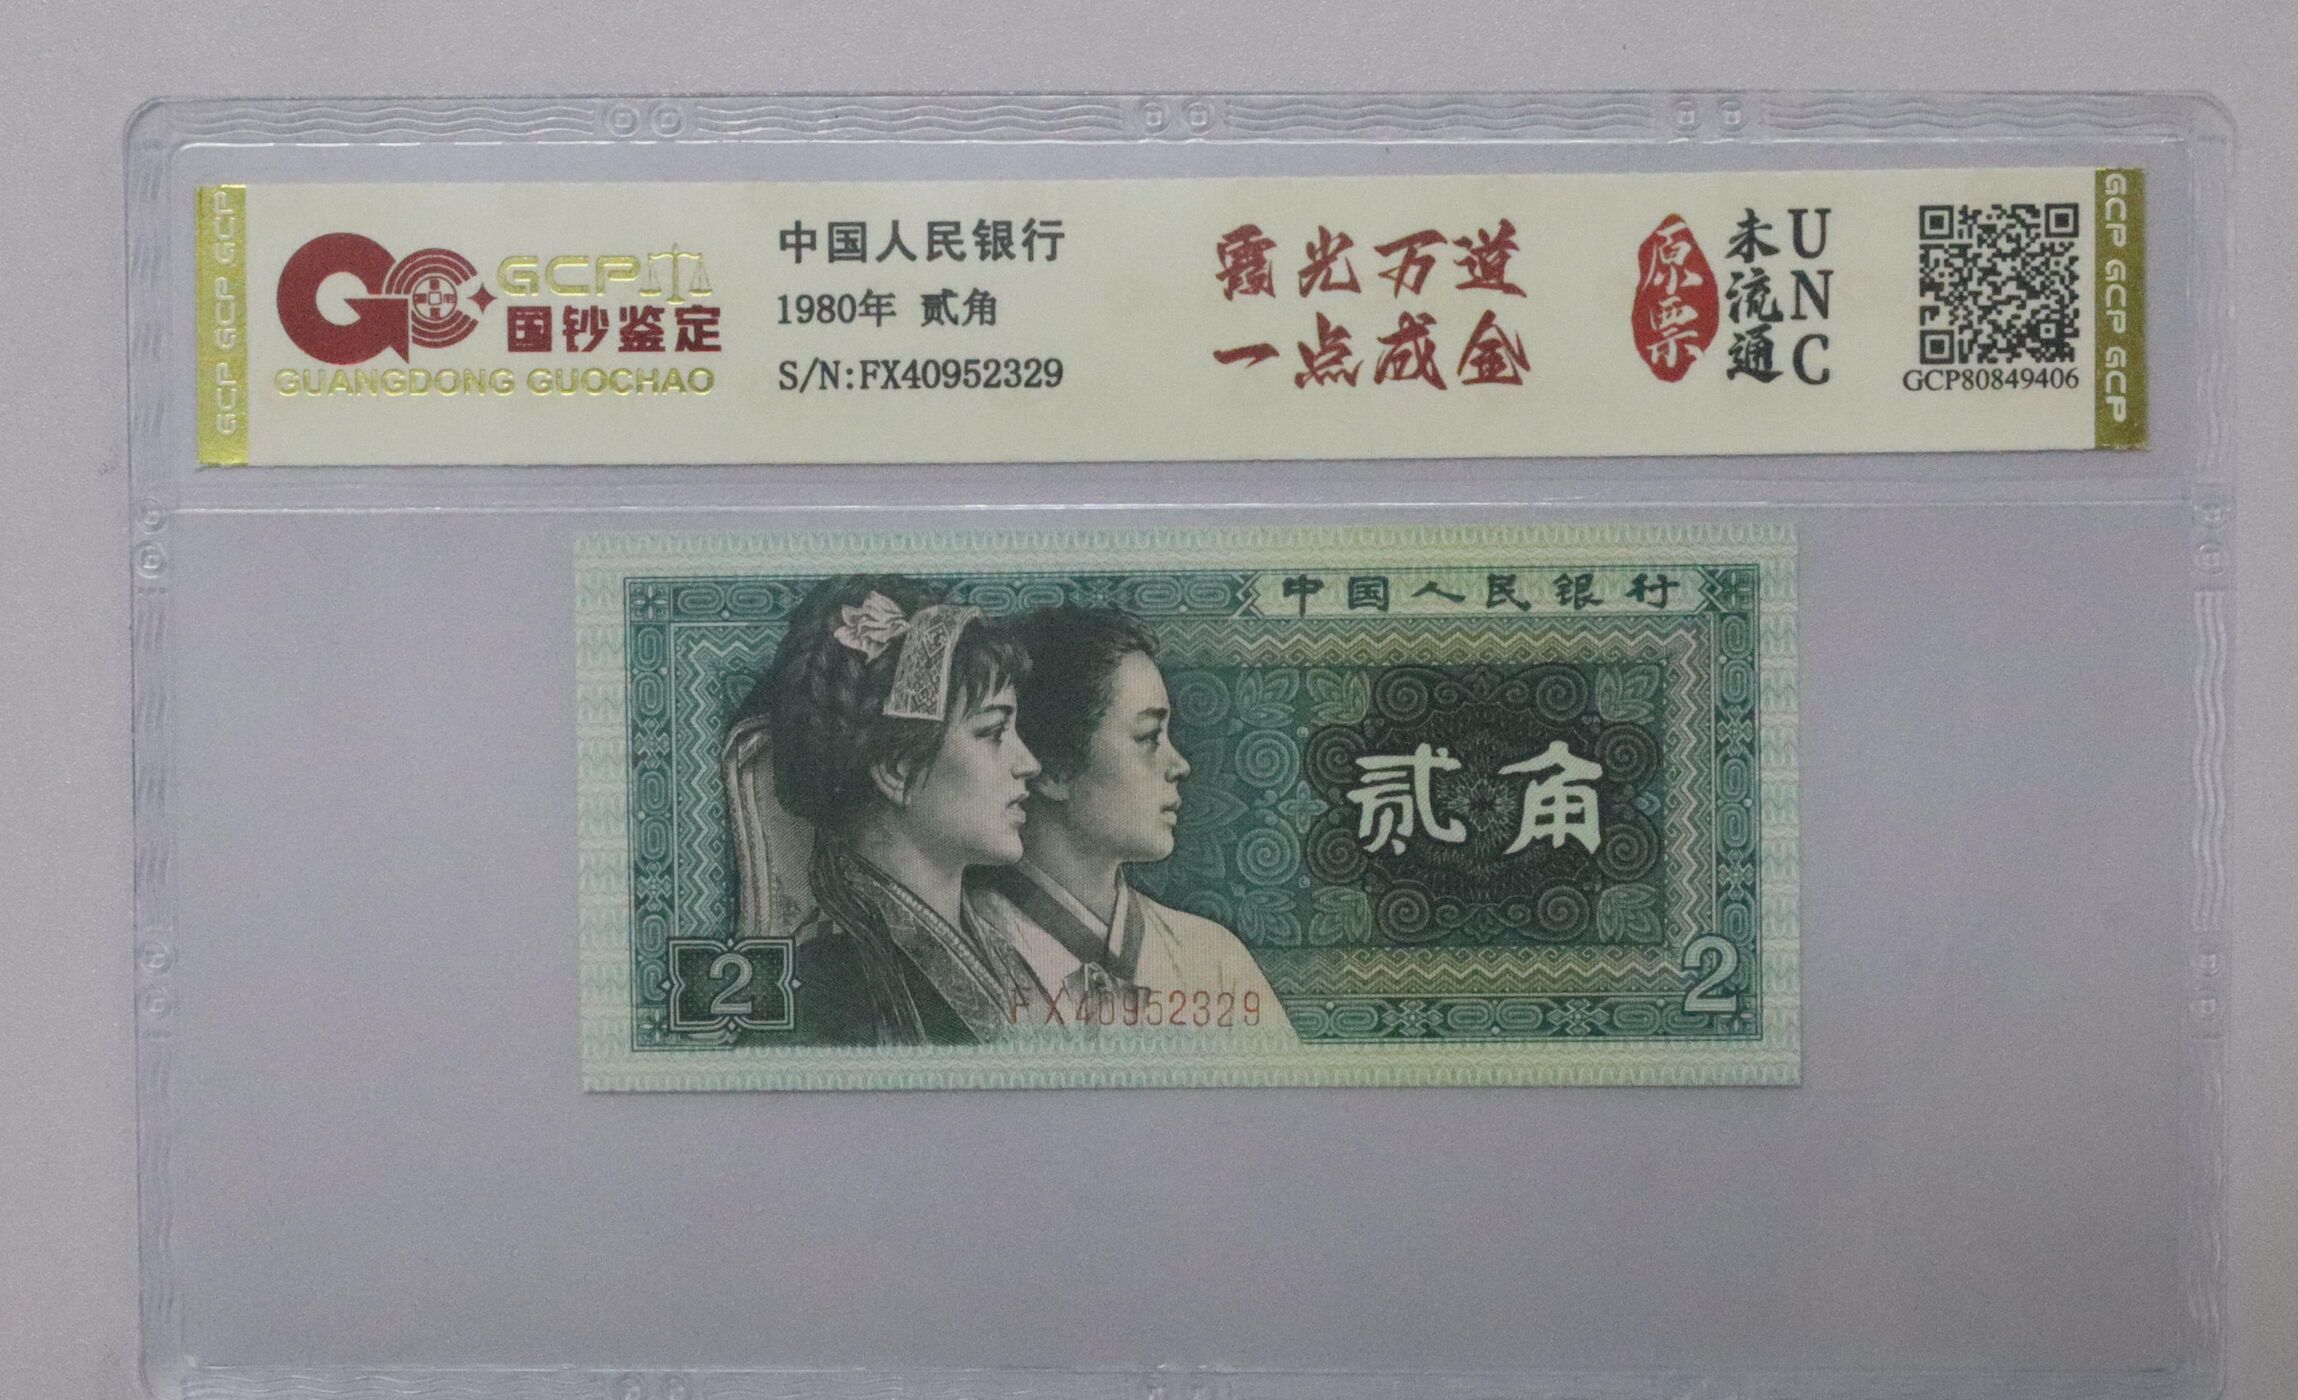 GCP GCP GCP
GCP
国钞鉴定
GUANGDONG GUOCHAO
中国人民银行
1980年 贰角
S/N:FX40952329
霞光万道
一点成金
原票
未流通
UNC
GCP80849406
GCP GCP GCP
中国人民银行
贰角
2
FX40952329
2